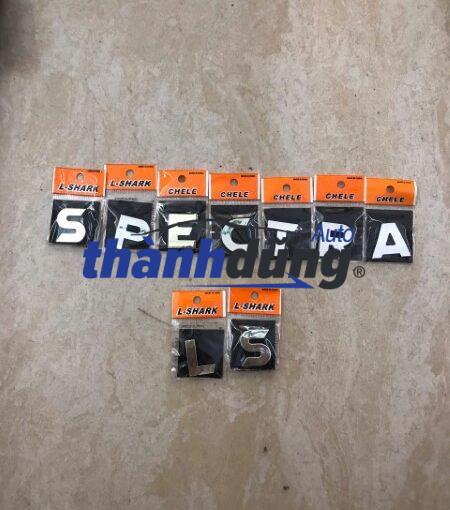 L-SHARK L-SHARK CHELE CHELE CHELE CHELE CHELE
S P E C T R A
Auto
thànhdũng®
L-SHARK L-SHARK
L S